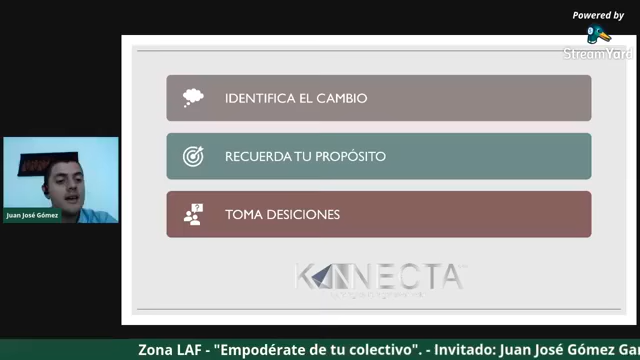 Powered by
StreamYard
IDENTIFICA EL CAMBIO
RECUERDA TU PROPÓSITO
TOMA DESICIONES
KONNECTA
Juan José Gómez
Zona LAF - "Empodérate de tu colectivo". - Invitado: Juan José Gómez Gar